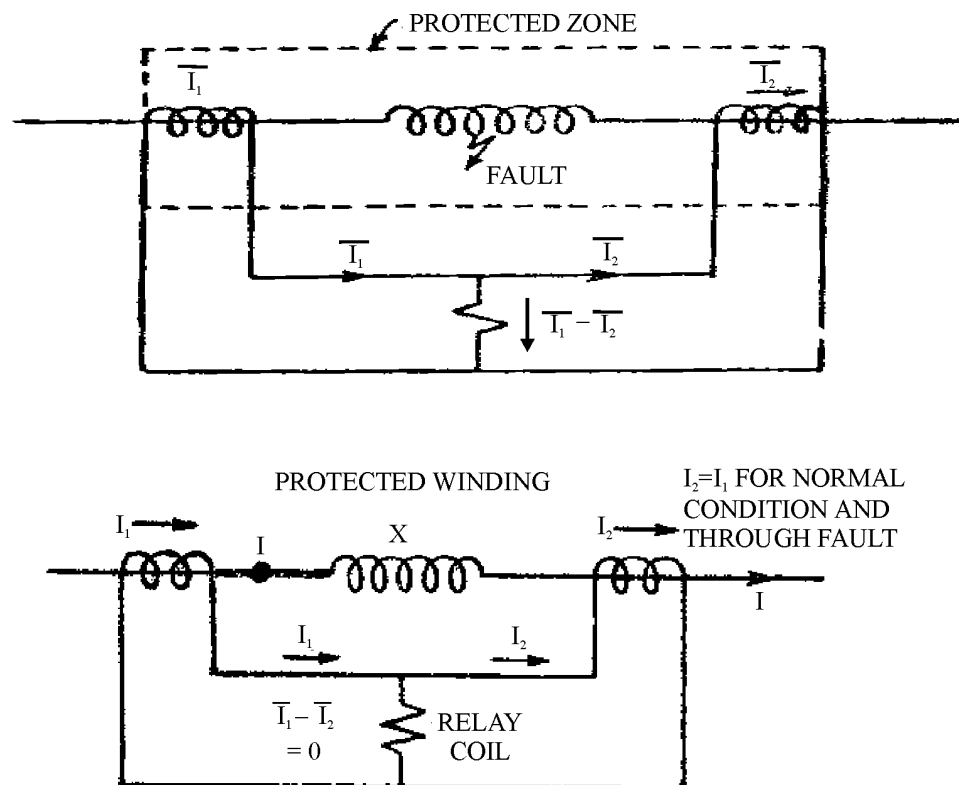 PROTECTED ZONE
I₁
I₂
FAULT
I₁
I₂
I₁ – I₂
PROTECTED WINDING
I₂=I₁ FOR NORMAL
CONDITION AND
THROUGH FAULT
I₁
I
X
I₂
I
I₁
I₂
I₁ – I₂
= 0
RELAY
COIL